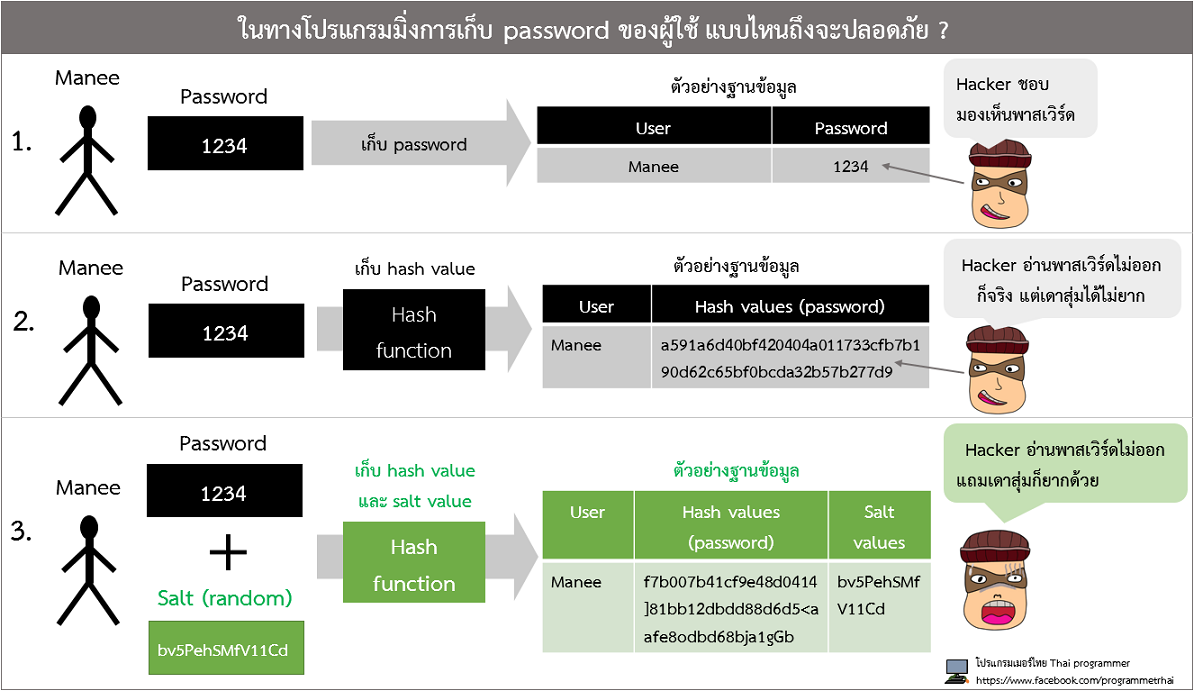 ในทางโปรแกรมมิ่งการเก็บ password ของผู้ใช้ แบบไหนถึงจะปลอดภัย ?
1.
Manee
Password
1234
เก็บ password
ตัวอย่างฐานข้อมูล
User Password
Manee 1234
Hacker ชอบ
มองเห็นพาสเวิร์ด
2.
Manee
Password
1234
เก็บ hash value
Hash
function
ตัวอย่างฐานข้อมูล
User Hash values (password)
Manee a591a6d40bf420404a011733cfb7b1
90d62c65bf0bcda32b57b277d9
Hacker อ่านพาสเวิร์ดไม่ออก
ก็จริง แต่เดาสุ่มได้ไม่ยาก
3.
Manee
Password
1234
+
Salt (random)
bv5PehSMfV11Cd
เก็บ hash value
และ salt value
Hash
function
ตัวอย่างฐานข้อมูล
User Hash values Salt
(password) values
Manee f7b007b41cf9e48d0414 bv5PehSMf
]81bb12dbdd88d6d5<a V11Cd
afe8odbd68bja1gGb
Hacker อ่านพาสเวิร์ดไม่ออก
แถมเดาสุ่มก็ยากด้วย
โปรแกรมเมอร์ไทย Thai programmer
https://www.facebook.com/programmetrhai